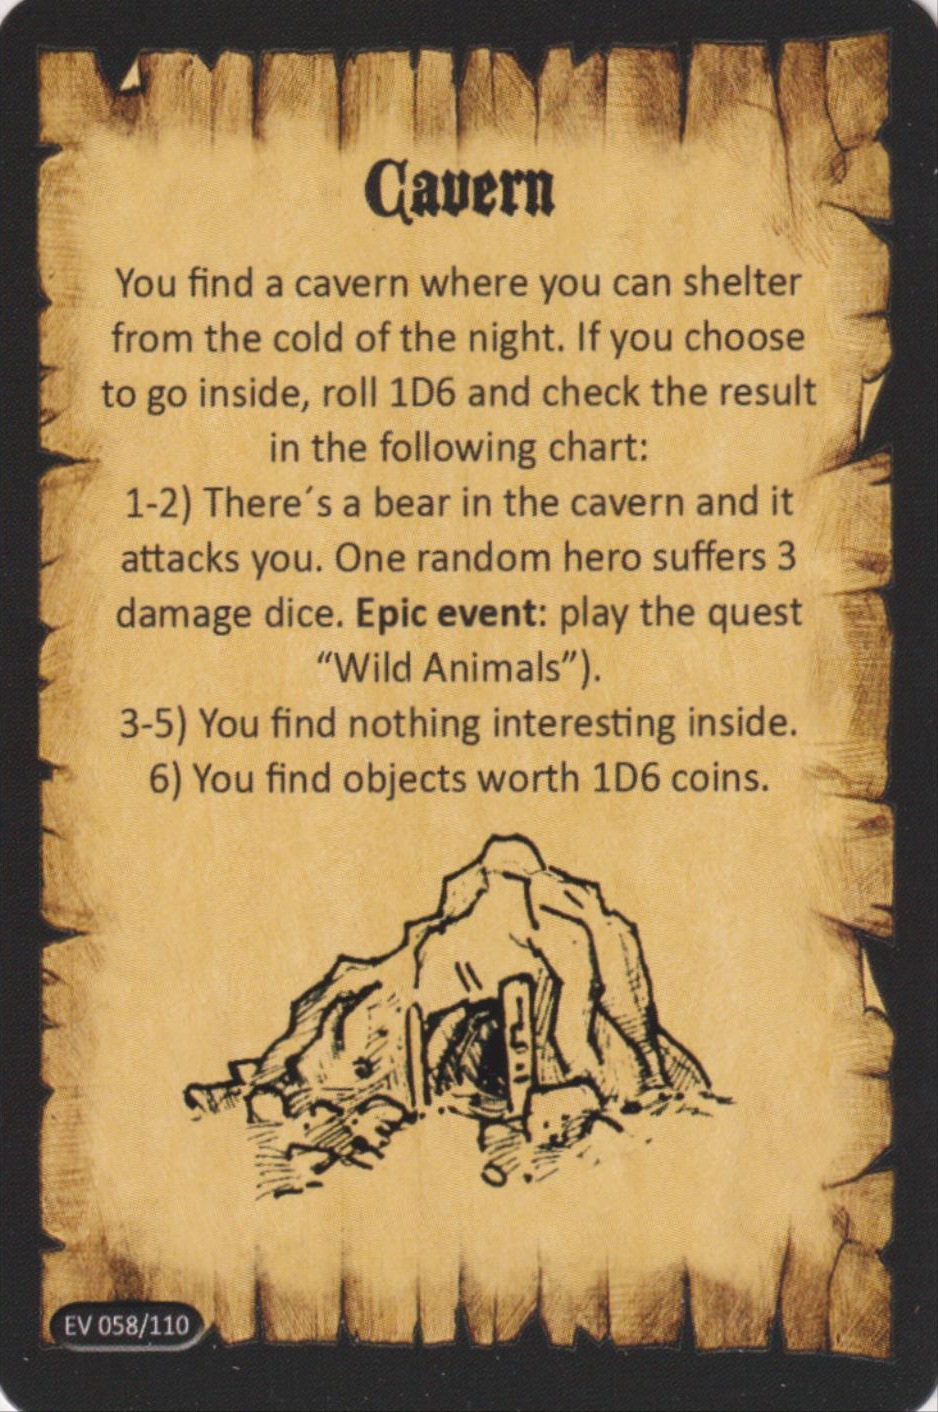 Cavern
You find a cavern where you can shelter
from the cold of the night. If you choose
to go inside, roll 1D6 and check the result
in the following chart:
1-2) There´s a bear in the cavern and it
attacks you. One random hero suffers 3
damage dice. Epic event: play the quest
“Wild Animals”).
3-5) You find nothing interesting inside.
6) You find objects worth 1D6 coins.
EV 058/110